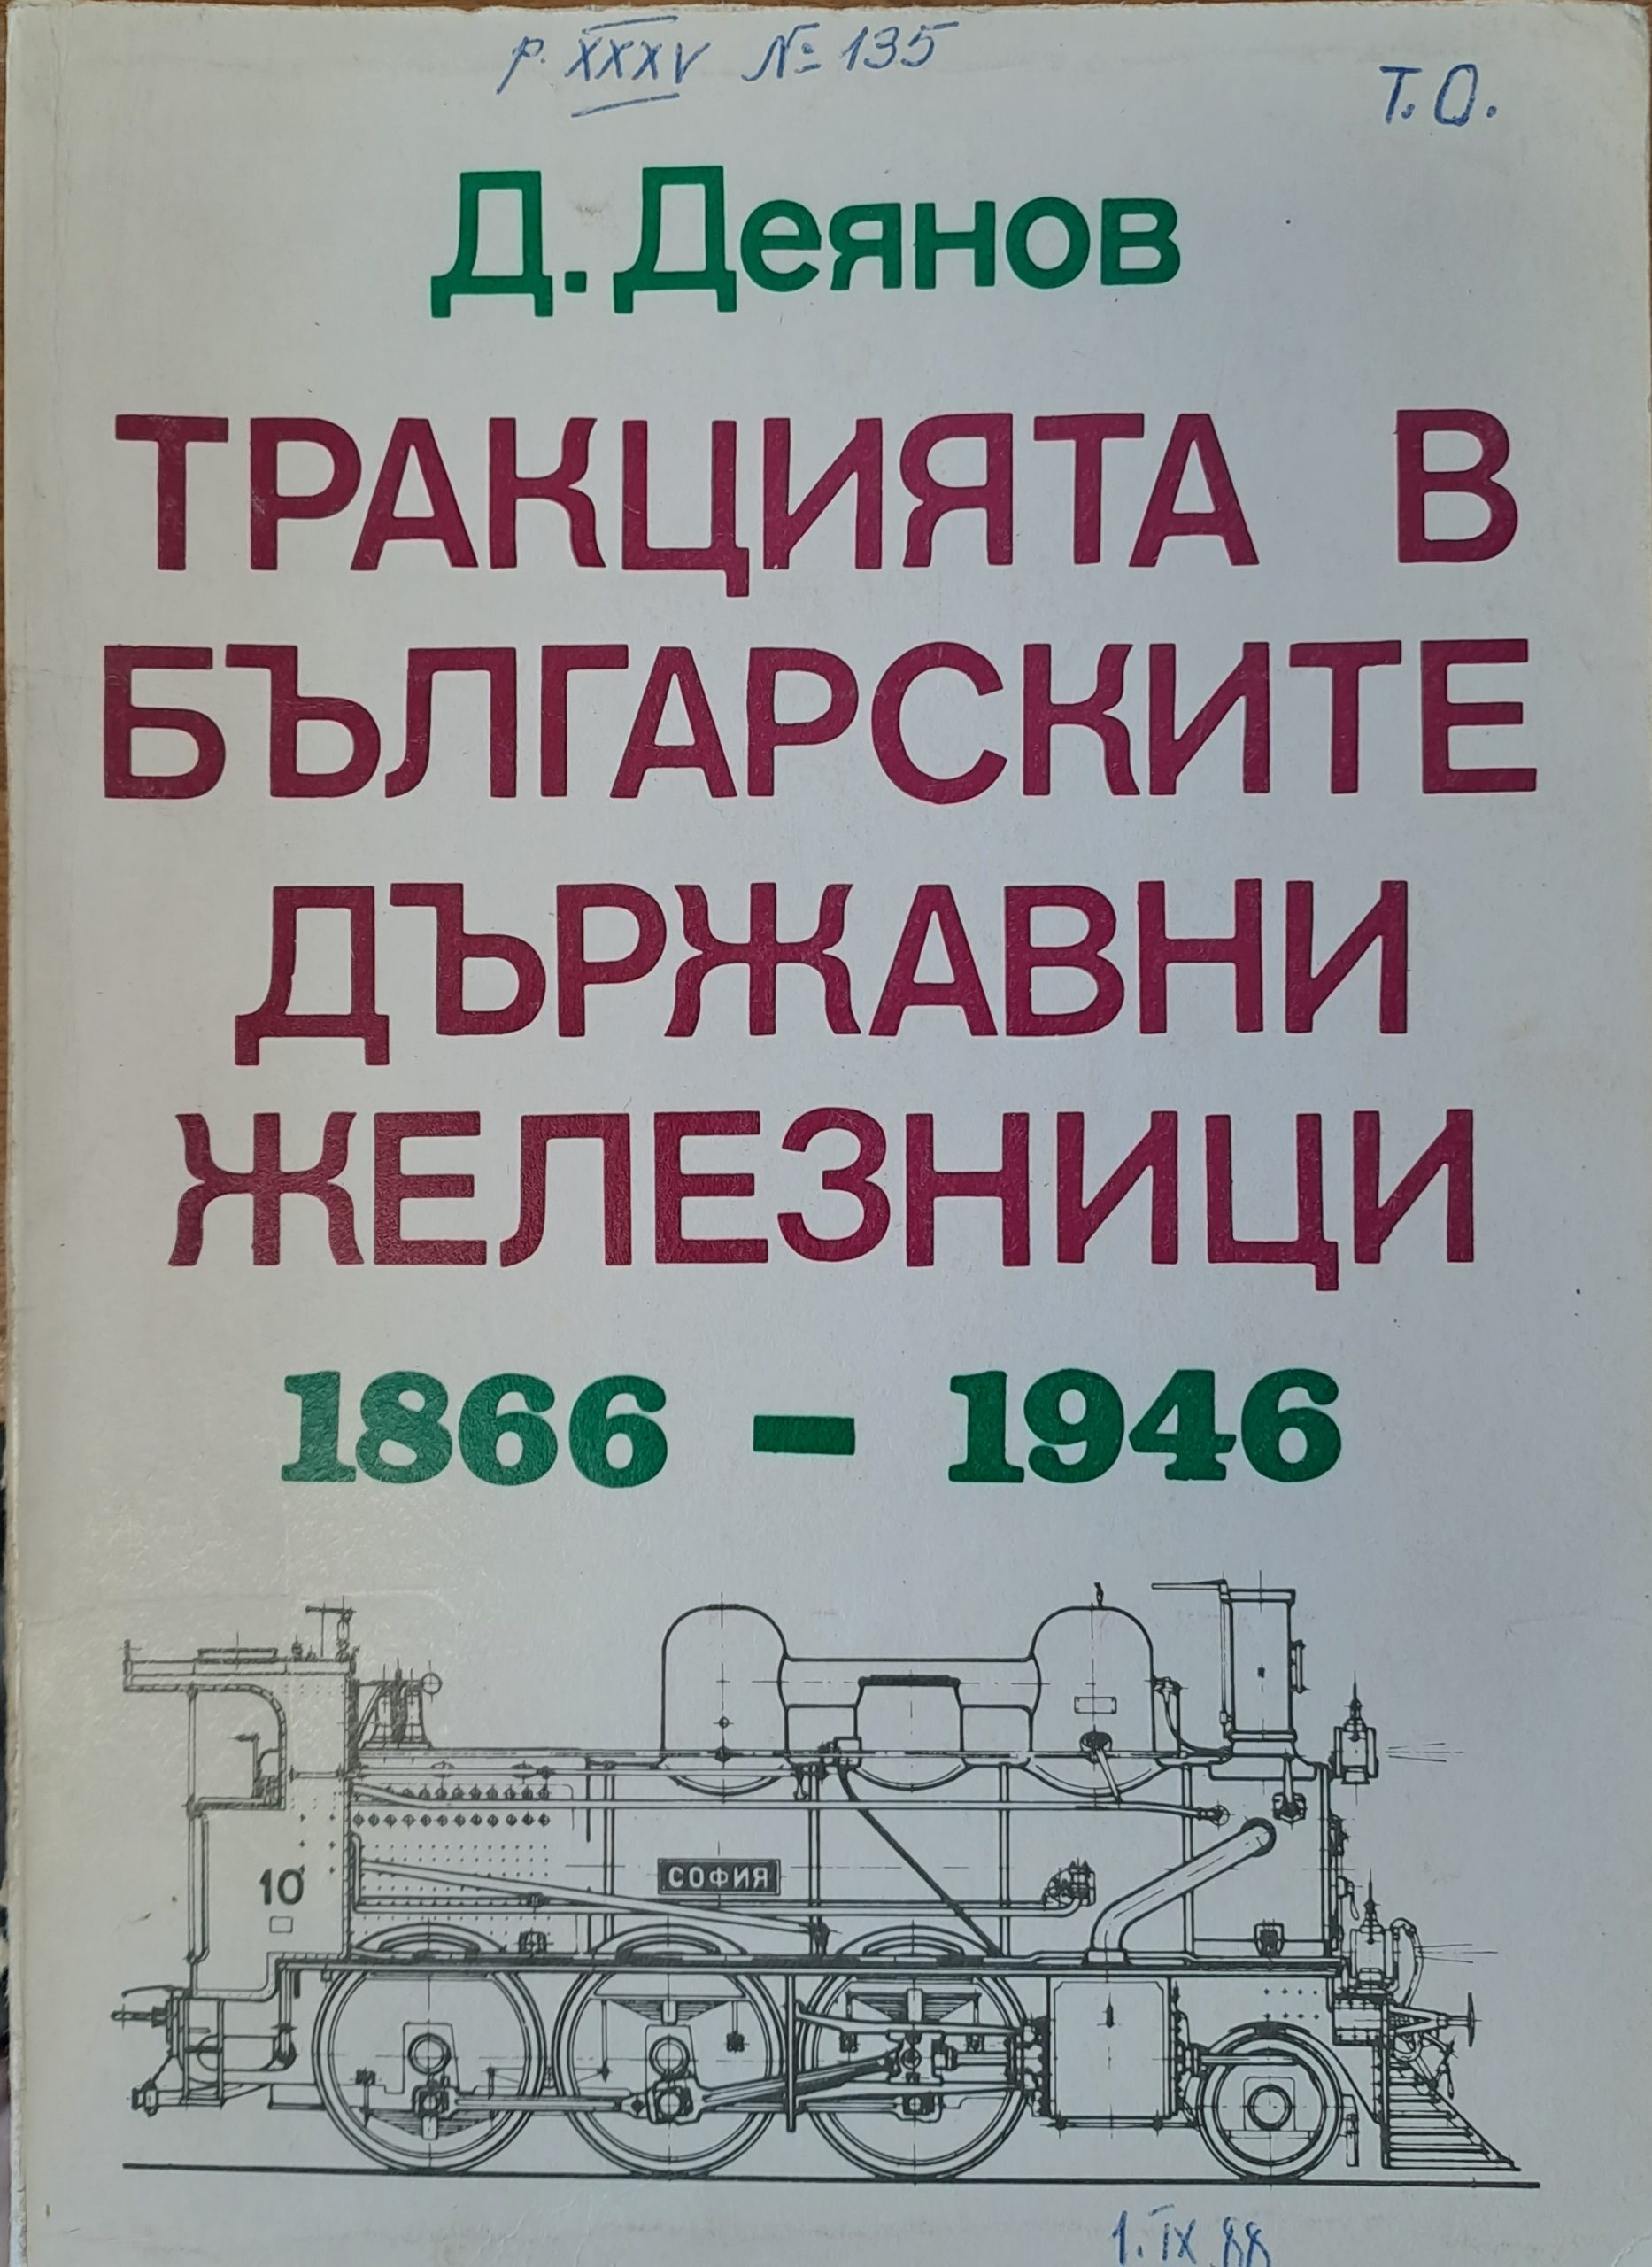 р. XXXV № 135
Т.О.
Д. Деянов
ТРАКЦИЯТА В
БЪЛГАРСКИТЕ
ДЪРЖАВНИ
ЖЕЛЕЗНИЦИ
1866 - 1946
СОФИЯ
10
1. IX 88